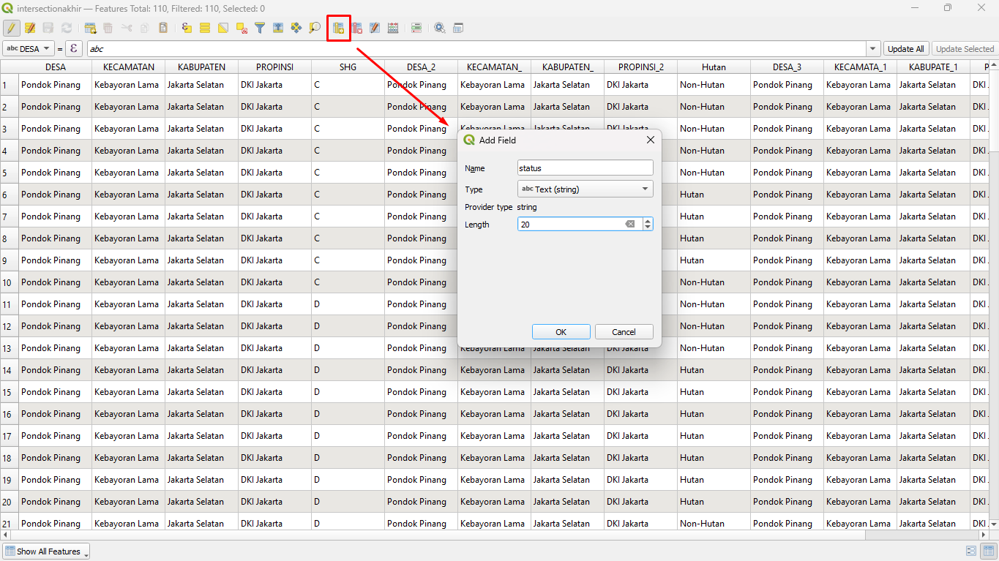 intersectionakhir — Features Total: 110, Filtered: 110, Selected: 0
abc DESA = ε abc Update All Update Selected
DESA KECAMATAN KABUPATEN PROPINSI SHG DESA_2 KECAMATAN_ KABUPATEN_ PROPINSI_2 Hutan DESA_3 KECAMATA_1 KABUPATE_1 P
1 Pondok Pinang Kebayoran Lama Jakarta Selatan DKI Jakarta C Pondok Pinang Kebayoran Lama Jakarta Selatan DKI Jakarta Non-Hutan Pondok Pinang Kebayoran Lama Jakarta Selatan DKI
2 Pondok Pinang Kebayoran Lama Jakarta Selatan DKI Jakarta C Pondok Pinang Kebayoran Lama Jakarta Selatan DKI Jakarta Non-Hutan Pondok Pinang Kebayoran Lama Jakarta Selatan DKI
3 Pondok Pinang Kebayoran Lama Jakarta Selatan DKI Jakarta C Pondok Pinang Kebayoran Lama Jakarta Selatan DKI Jakarta Non-Hutan Pondok Pinang Kebayoran Lama Jakarta Selatan DKI
4 Pondok Pinang Kebayoran Lama Jakarta Selatan DKI Jakarta C Pondok Pinang Non-Hutan Pondok Pinang Kebayoran Lama Jakarta Selatan DKI
5 Pondok Pinang Kebayoran Lama Jakarta Selatan DKI Jakarta C Pondok Pinang Non-Hutan Pondok Pinang Kebayoran Lama Jakarta Selatan DKI
6 Pondok Pinang Kebayoran Lama Jakarta Selatan DKI Jakarta C Pondok Pinang Hutan Pondok Pinang Kebayoran Lama Jakarta Selatan DKI
7 Pondok Pinang Kebayoran Lama Jakarta Selatan DKI Jakarta C Pondok Pinang Hutan Pondok Pinang Kebayoran Lama Jakarta Selatan DKI
8 Pondok Pinang Kebayoran Lama Jakarta Selatan DKI Jakarta C Pondok Pinang Hutan Pondok Pinang Kebayoran Lama Jakarta Selatan DKI
9 Pondok Pinang Kebayoran Lama Jakarta Selatan DKI Jakarta C Pondok Pinang Hutan Pondok Pinang Kebayoran Lama Jakarta Selatan DKI
10 Pondok Pinang Kebayoran Lama Jakarta Selatan DKI Jakarta C Pondok Pinang Non-Hutan Pondok Pinang Kebayoran Lama Jakarta Selatan DKI
11 Pondok Pinang Kebayoran Lama Jakarta Selatan DKI Jakarta D Pondok Pinang Non-Hutan Pondok Pinang Kebayoran Lama Jakarta Selatan DKI
12 Pondok Pinang Kebayoran Lama Jakarta Selatan DKI Jakarta D Pondok Pinang Non-Hutan Pondok Pinang Kebayoran Lama Jakarta Selatan DKI
13 Pondok Pinang Kebayoran Lama Jakarta Selatan DKI Jakarta D Pondok Pinang Kebayoran Lama Jakarta Selatan DKI Jakarta Non-Hutan Pondok Pinang Kebayoran Lama Jakarta Selatan DKI
14 Pondok Pinang Kebayoran Lama Jakarta Selatan DKI Jakarta D Pondok Pinang Kebayoran Lama Jakarta Selatan DKI Jakarta Hutan Pondok Pinang Kebayoran Lama Jakarta Selatan DKI
15 Pondok Pinang Kebayoran Lama Jakarta Selatan DKI Jakarta D Pondok Pinang Kebayoran Lama Jakarta Selatan DKI Jakarta Hutan Pondok Pinang Kebayoran Lama Jakarta Selatan DKI
16 Pondok Pinang Kebayoran Lama Jakarta Selatan DKI Jakarta D Pondok Pinang Kebayoran Lama Jakarta Selatan DKI Jakarta Hutan Pondok Pinang Kebayoran Lama Jakarta Selatan DKI
17 Pondok Pinang Kebayoran Lama Jakarta Selatan DKI Jakarta D Pondok Pinang Kebayoran Lama Jakarta Selatan DKI Jakarta Hutan Pondok Pinang Kebayoran Lama Jakarta Selatan DKI
18 Pondok Pinang Kebayoran Lama Jakarta Selatan DKI Jakarta D Pondok Pinang Kebayoran Lama Jakarta Selatan DKI Jakarta Hutan Pondok Pinang Kebayoran Lama Jakarta Selatan DKI
19 Pondok Pinang Kebayoran Lama Jakarta Selatan DKI Jakarta D Pondok Pinang Kebayoran Lama Jakarta Selatan DKI Jakarta Hutan Pondok Pinang Kebayoran Lama Jakarta Selatan DKI
20 Pondok Pinang Kebayoran Lama Jakarta Selatan DKI Jakarta D Pondok Pinang Kebayoran Lama Jakarta Selatan DKI Jakarta Hutan Pondok Pinang Kebayoran Lama Jakarta Selatan DKI
21 Pondok Pinang Kebayoran Lama Jakarta Selatan DKI Jakarta D Pondok Pinang Kebayoran Lama Jakarta Selatan DKI Jakarta Non-Hutan Pondok Pinang Kebayoran Lama Jakarta Selatan DKI
Add Field
Name status
Type abc Text (string)
Provider type string
Length 20
OK Cancel
Show All Features